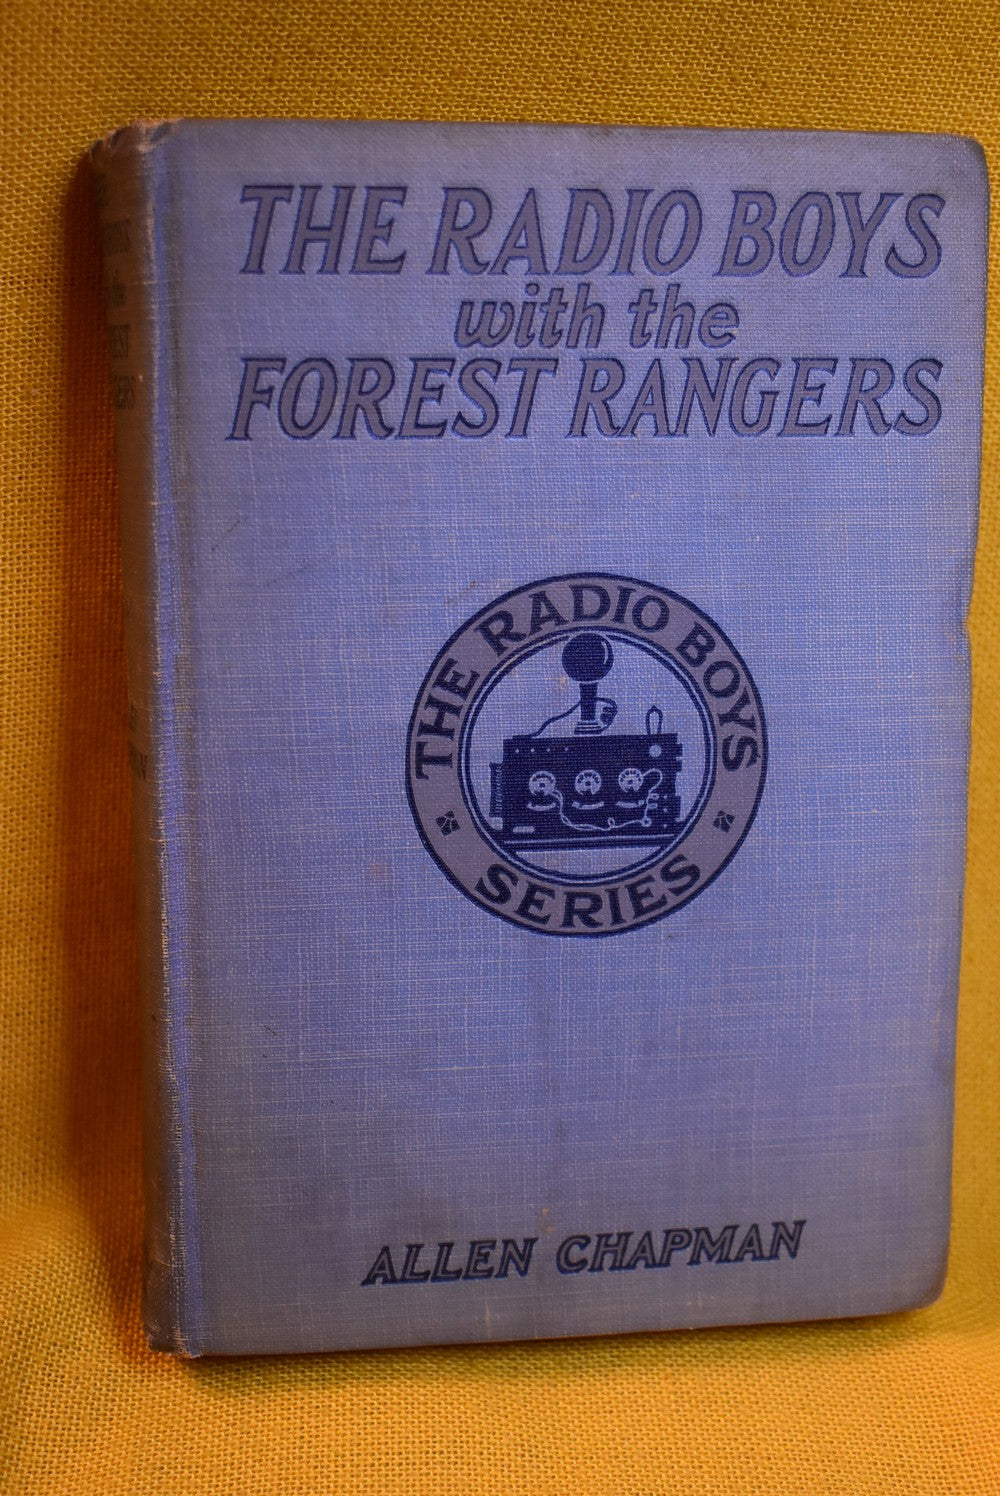 THE RADIO BOYS
with the
FOREST RANGERS
THE RADIO BOYS
SERIES
ALLEN CHAPMAN